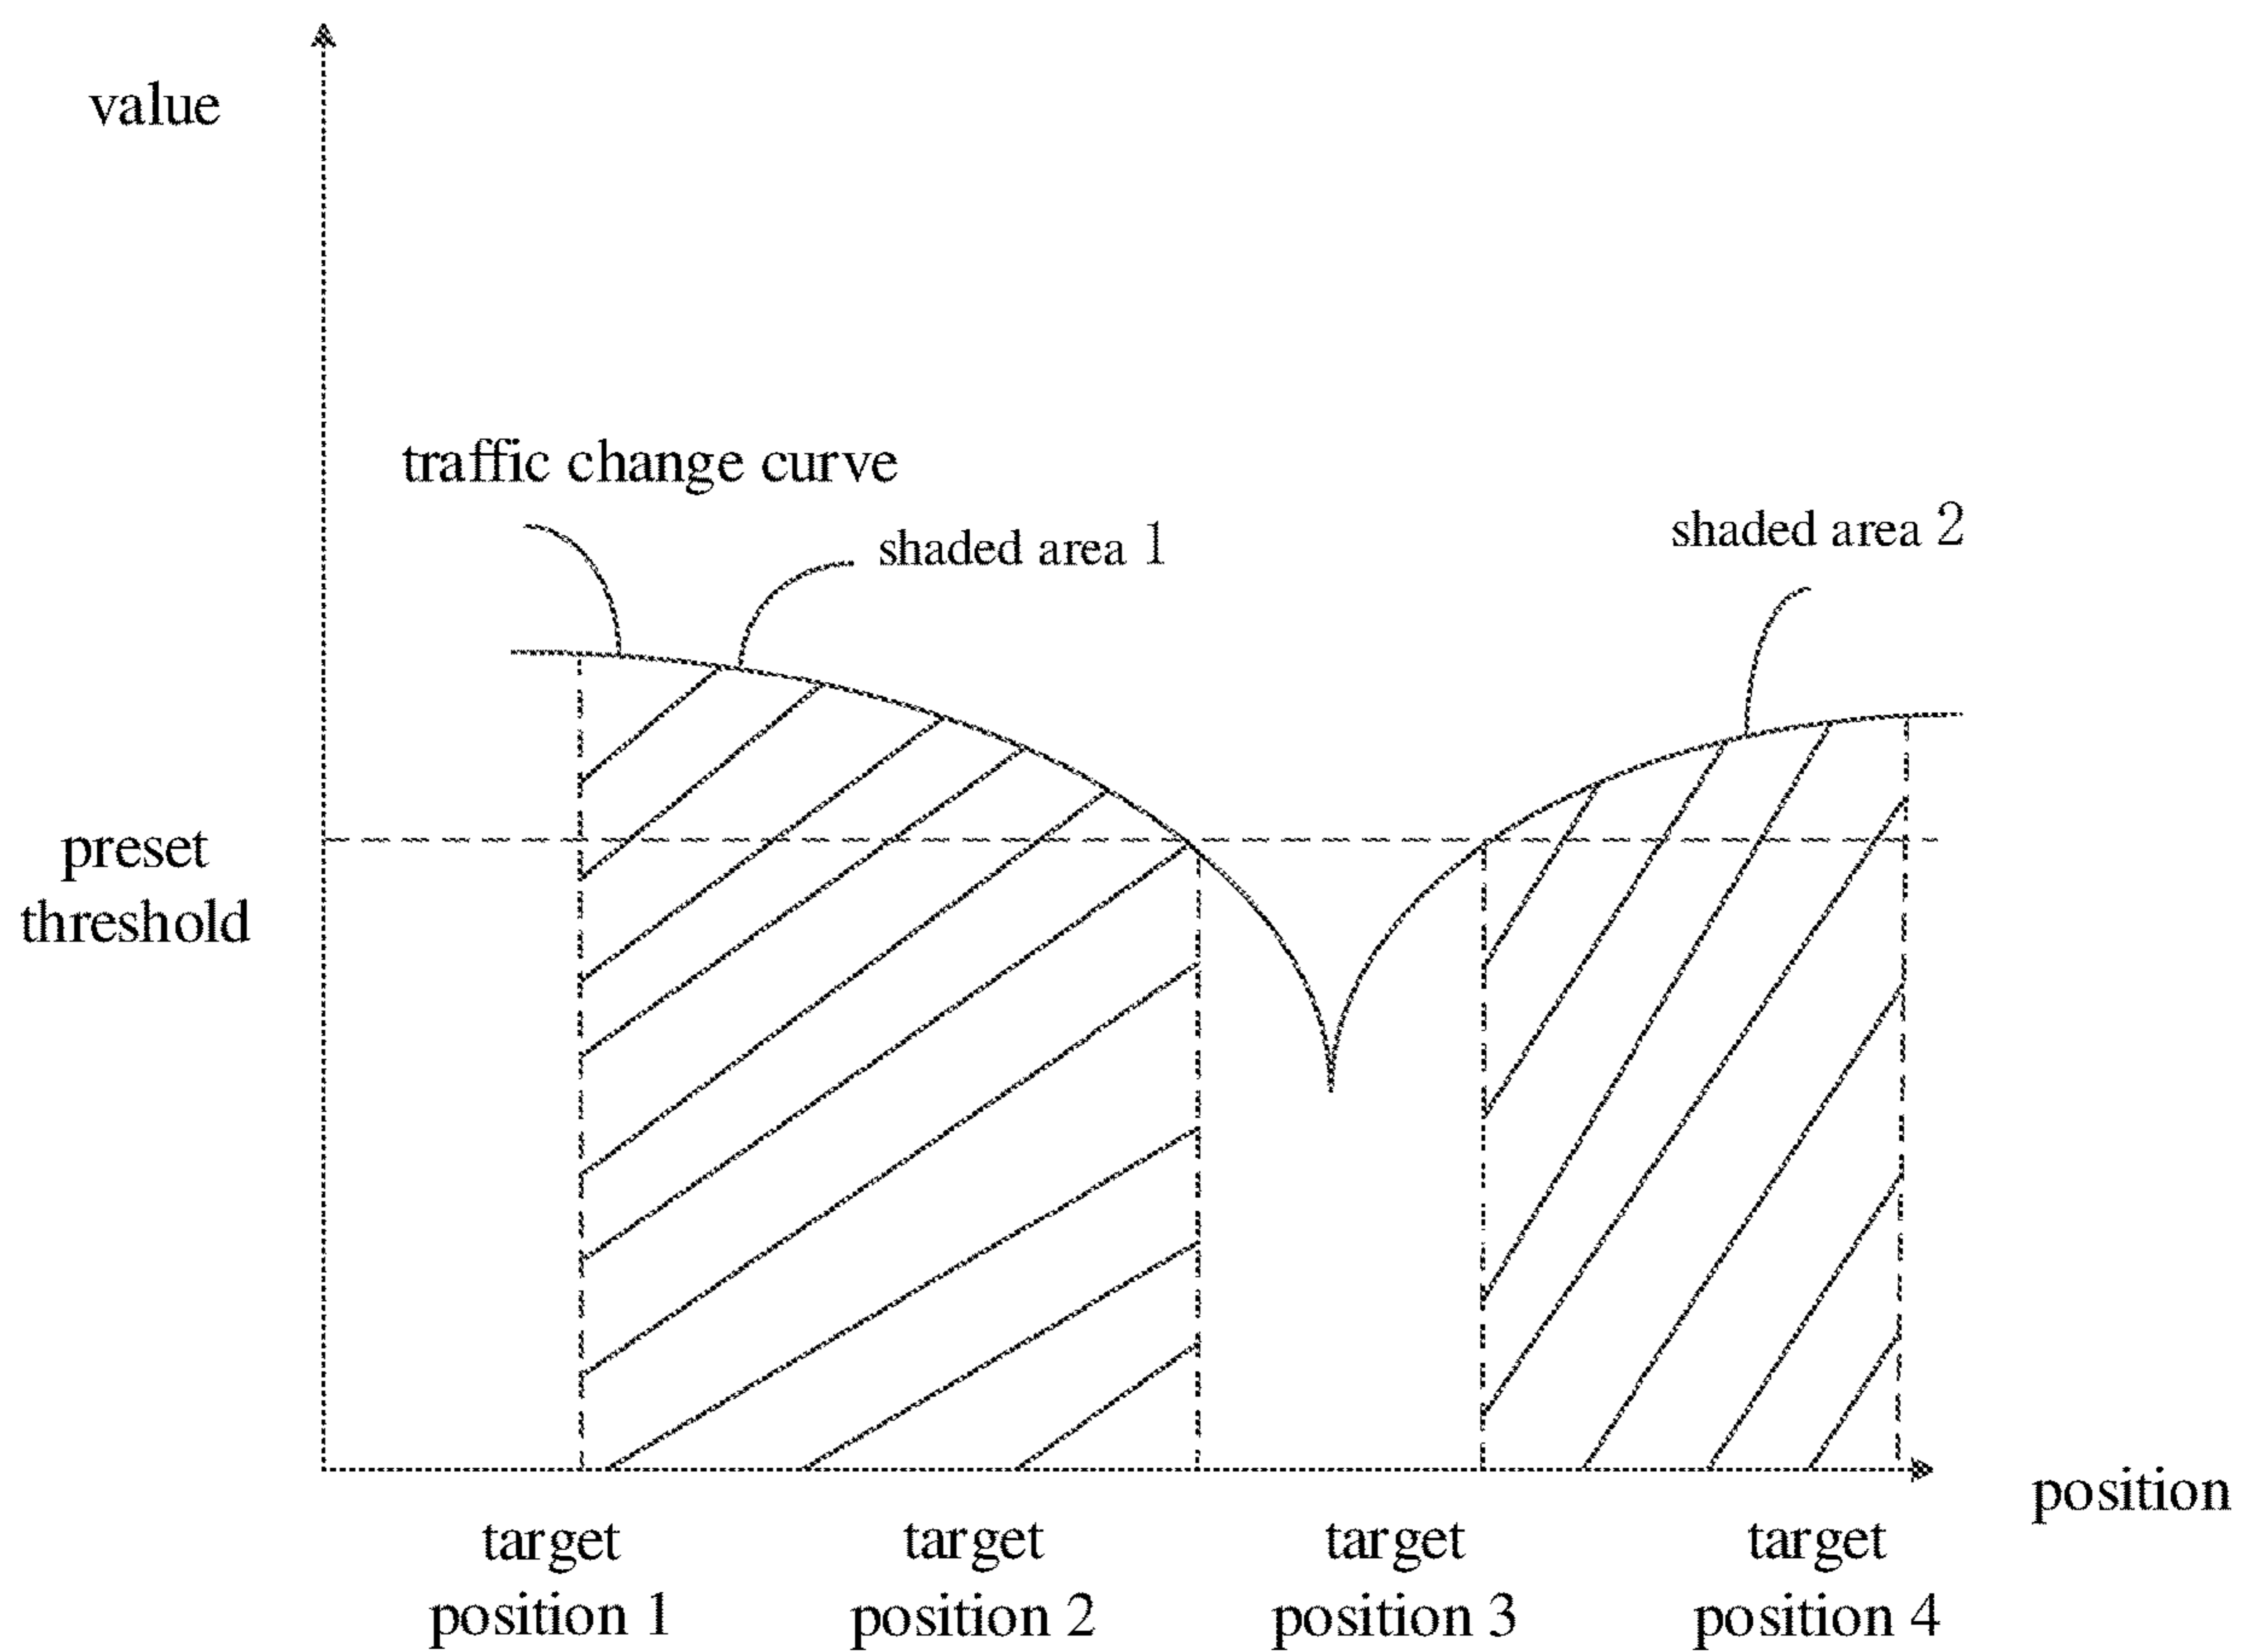 value
traffic change curve
shaded area 1
shaded area 2
preset
threshold
position
target
position 1
target
position 2
target
position 3
target
position 4